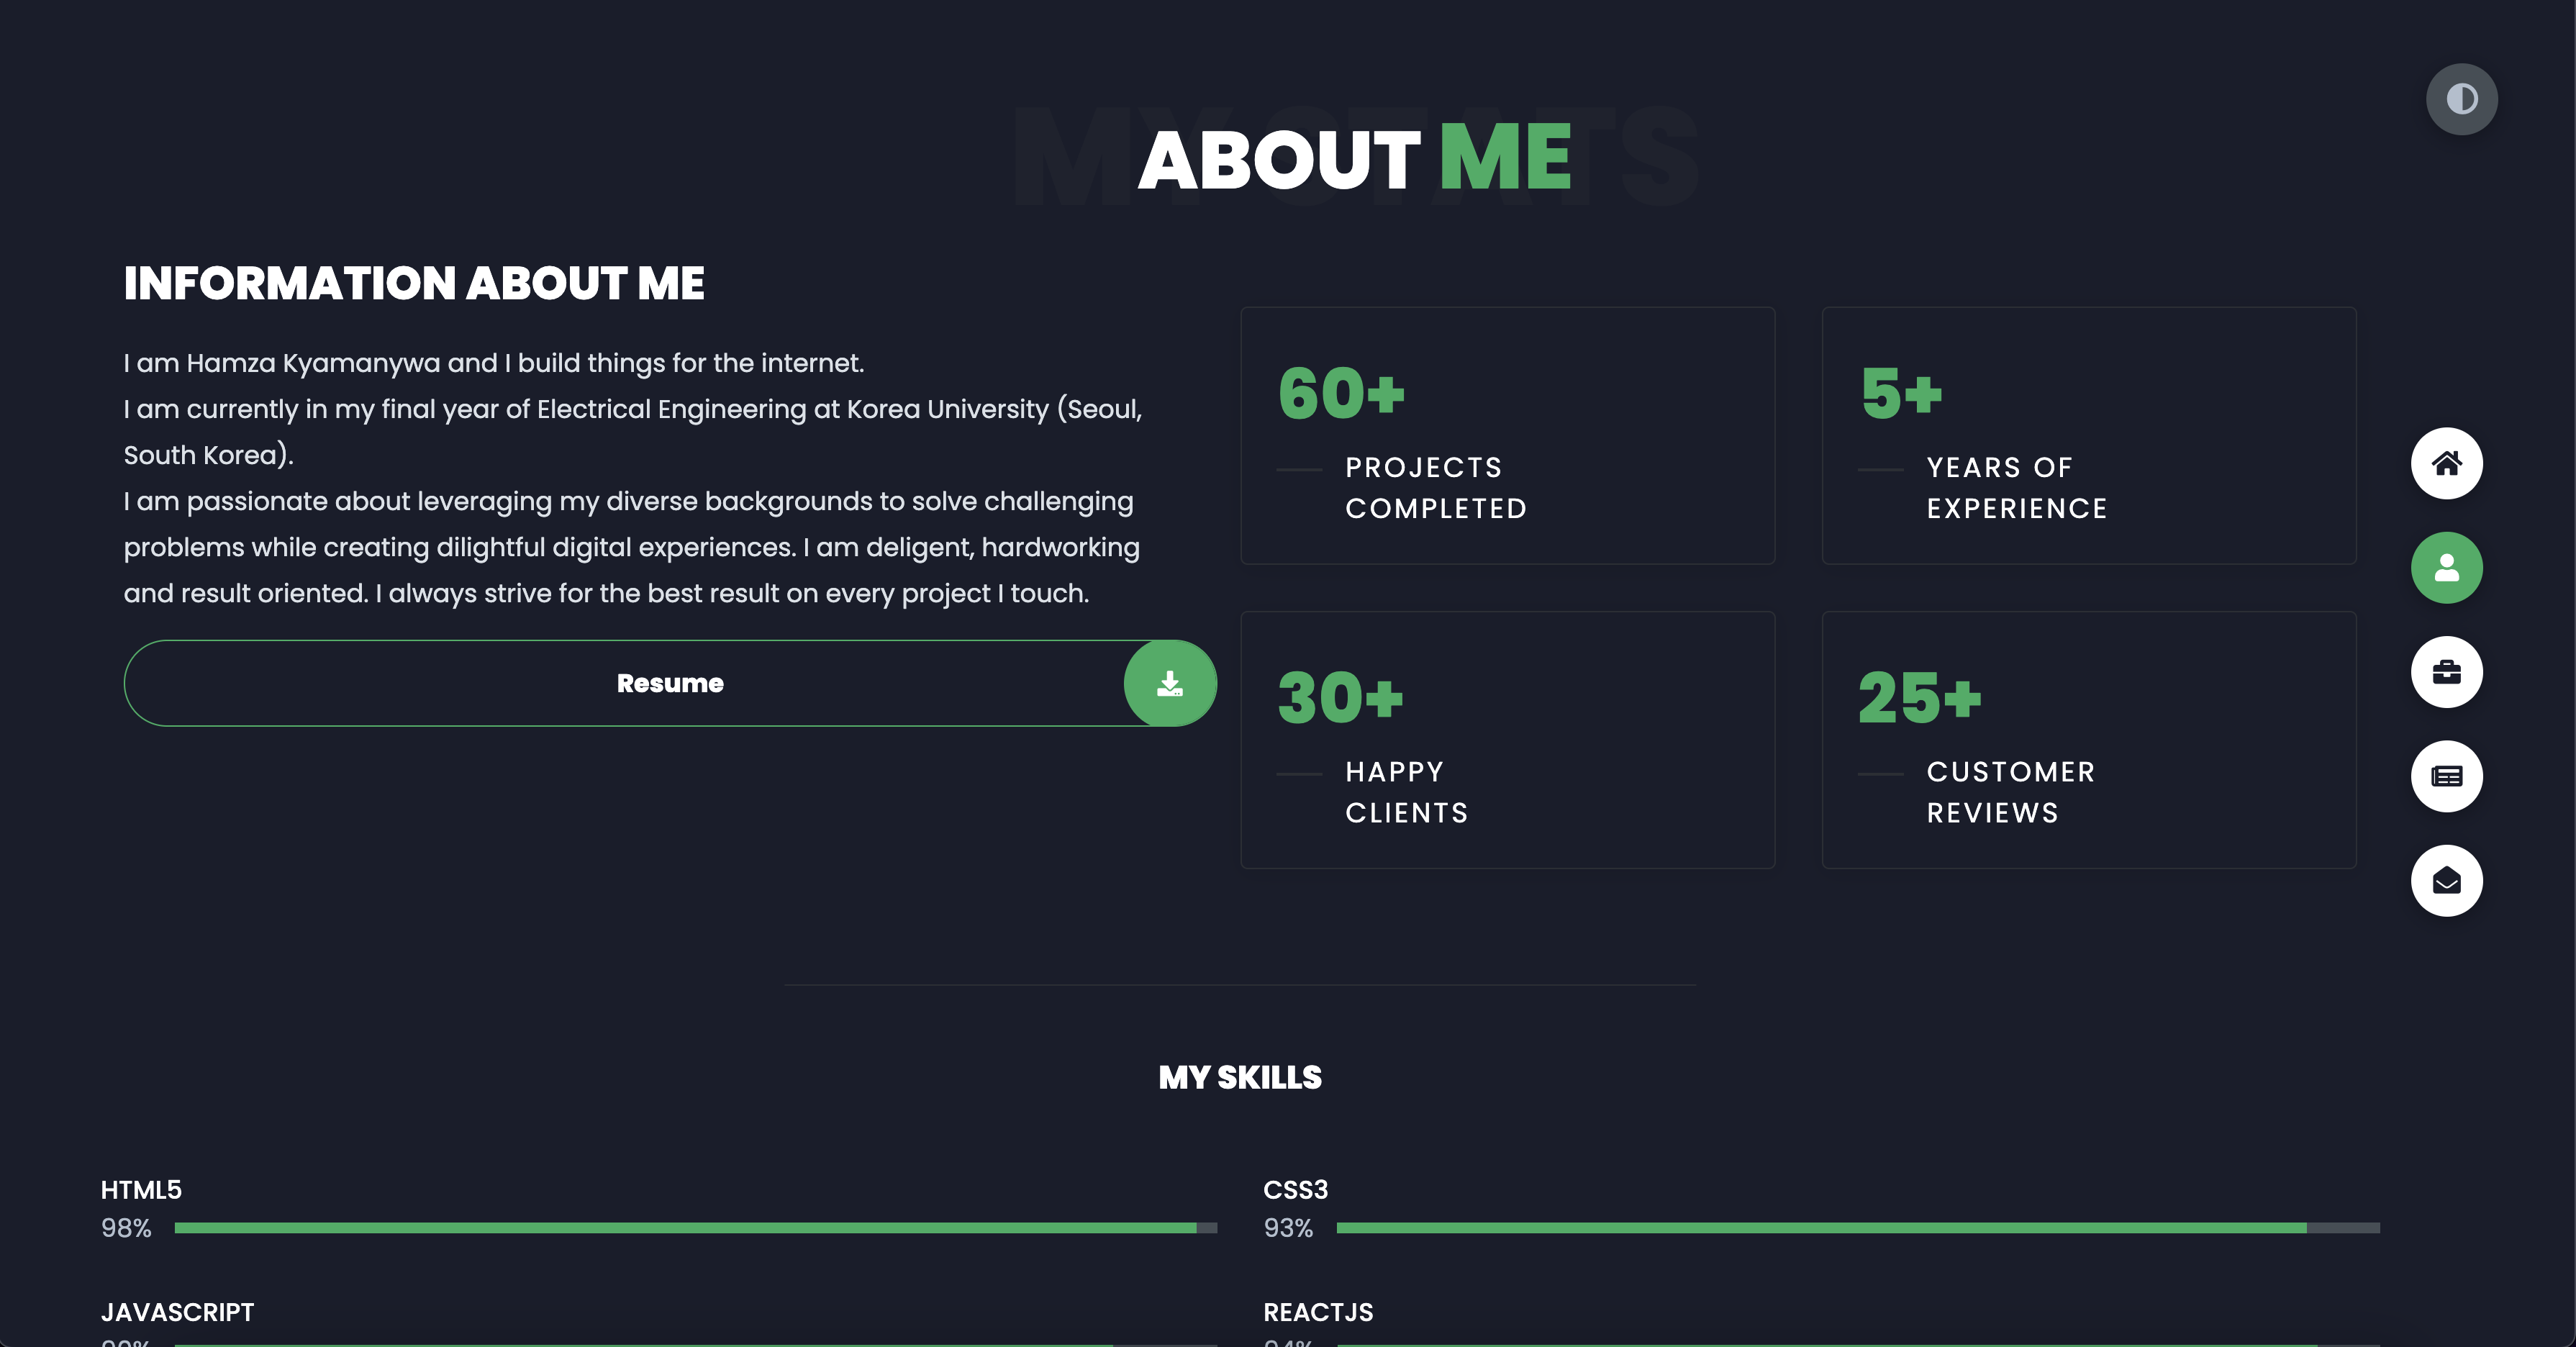 MY STATS
ABOUT ME
INFORMATION ABOUT ME
I am Hamza Kyamanywa and I build things for the internet.
I am currently in my final year of Electrical Engineering at Korea University (Seoul,
South Korea).
I am passionate about leveraging my diverse backgrounds to solve challenging
problems while creating dilightful digital experiences. I am deligent, hardworking
and result oriented. I always strive for the best result on every project I touch.
Resume
60+
PROJECTS
COMPLETED
5+
YEARS OF
EXPERIENCE
30+
HAPPY
CLIENTS
25+
CUSTOMER
REVIEWS
MY SKILLS
HTML5
98%
CSS3
93%
JAVASCRIPT
REACTJS